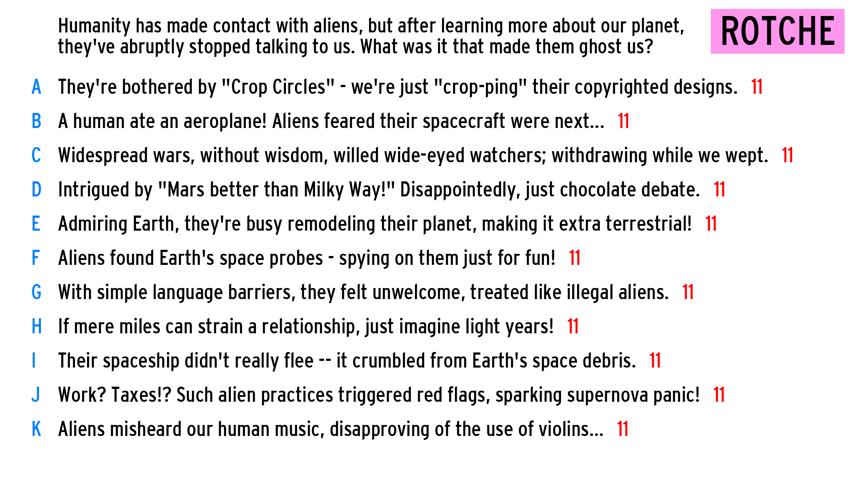 Humanity has made contact with aliens, but after learning more about our planet,
they've abruptly stopped talking to us. What was it that made them ghost us?
ROTCHE
A They're bothered by "Crop Circles" - we're just "crop-ping" their copyrighted designs. 11
B A human ate an aeroplane! Aliens feared their spacecraft were next... 11
C Widespread wars, without wisdom, willed wide-eyed watchers; withdrawing while we wept. 11
D Intrigued by "Mars better than Milky Way!" Disappointedly, just chocolate debate. 11
E Admiring Earth, they're busy remodeling their planet, making it extra terrestrial! 11
F Aliens found Earth's space probes - spying on them just for fun! 11
G With simple language barriers, they felt unwelcome, treated like illegal aliens. 11
H If mere miles can strain a relationship, just imagine light years! 11
I Their spaceship didn't really flee -- it crumbled from Earth's space debris. 11
J Work? Taxes!? Such alien practices triggered red flags, sparking supernova panic! 11
K Aliens misheard our human music, disapproving of the use of violins... 11